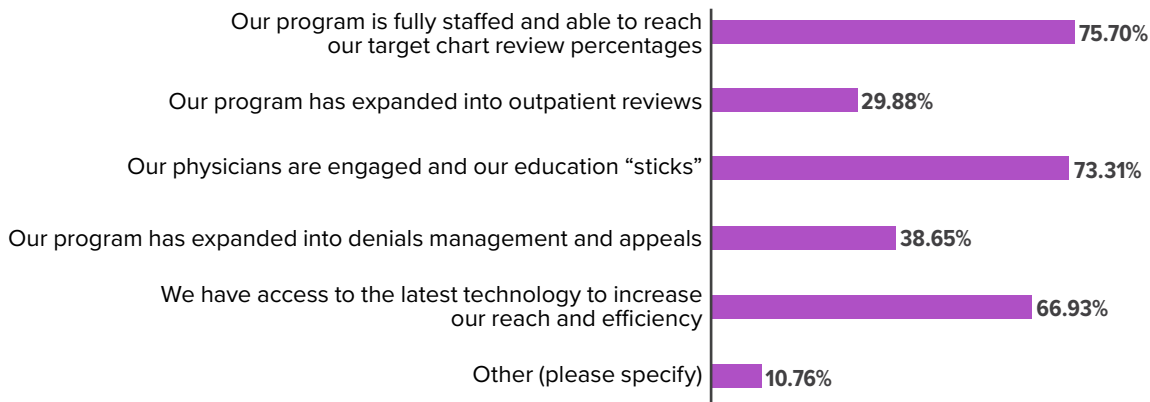 Our program is fully staffed and able to reach
our target chart review percentages
75.70%
Our program has expanded into outpatient reviews
29.88%
Our physicians are engaged and our education “sticks”
73.31%
Our program has expanded into denials management and appeals
38.65%
We have access to the latest technology to increase
our reach and efficiency
66.93%
Other (please specify)
10.76%